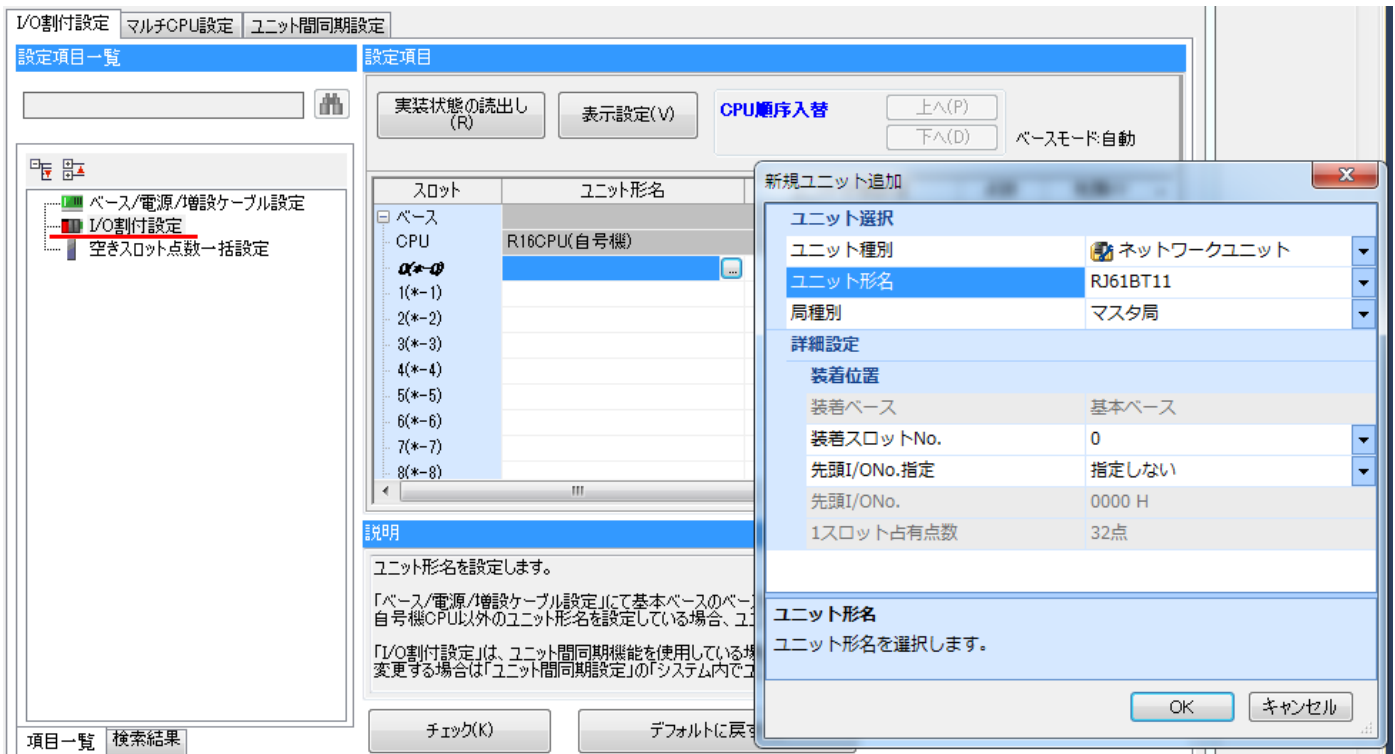 I/O割付設定 マルチCPU設定 ユニット間同期設定
設定項目一覧
設定項目
実装状態の読出し
(R)
表示設定(V)
CPU順序入替
上へ(P)
下へ(D)
ベースモード:自動
ベース/電源/増設ケーブル設定
I/O割付設定
空きスロット点数一括設定
スロット ユニット形名
ベース
CPU R16CPU(自号機)
0(*-0) ...
1(*-1)
2(*-2)
3(*-3)
4(*-4)
5(*-5)
6(*-6)
7(*-7)
8(*-8)
説明
ユニット形名を設定します。
「ベース/電源/増設ケーブル設定」にて基本ベースのベー
自号機CPU以外のユニット形名を設定している場合、ユ
「I/O割付設定」は、ユニット間同期機能を使用している場
変更する場合は「ユニット間同期設定」の「システム内でユ
チェック(K)
デフォルトに戻す
項目一覧 検索結果
新規ユニット追加
ユニット選択
ユニット種別 ネットワークユニット
ユニット形名 RJ61BT11
局種別 マスタ局
詳細設定
装着位置
装着ベース 基本ベース
装着スロットNo. 0
先頭I/ONo.指定 指定しない
先頭I/ONo. 0000 H
1スロット占有点数 32点
ユニット形名
ユニット形名を選択します。
OK キャンセル